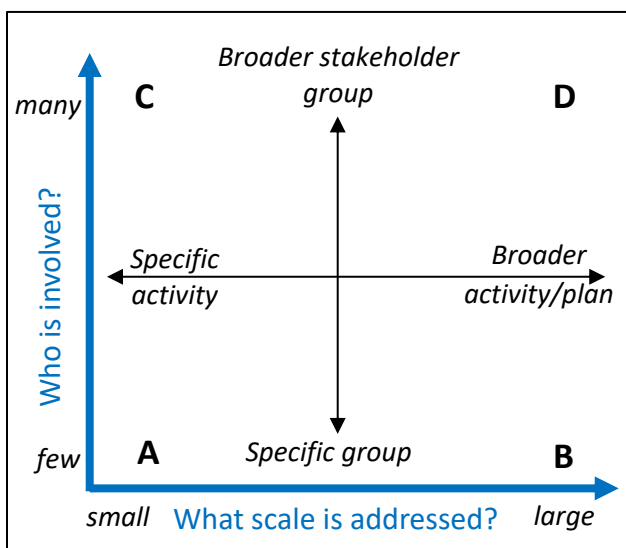 Broader stakeholder
group
many
C
D
Who is involved?
Specific
activity
Broader
activity/plan
few
A
Specific group
B
small
What scale is addressed?
large